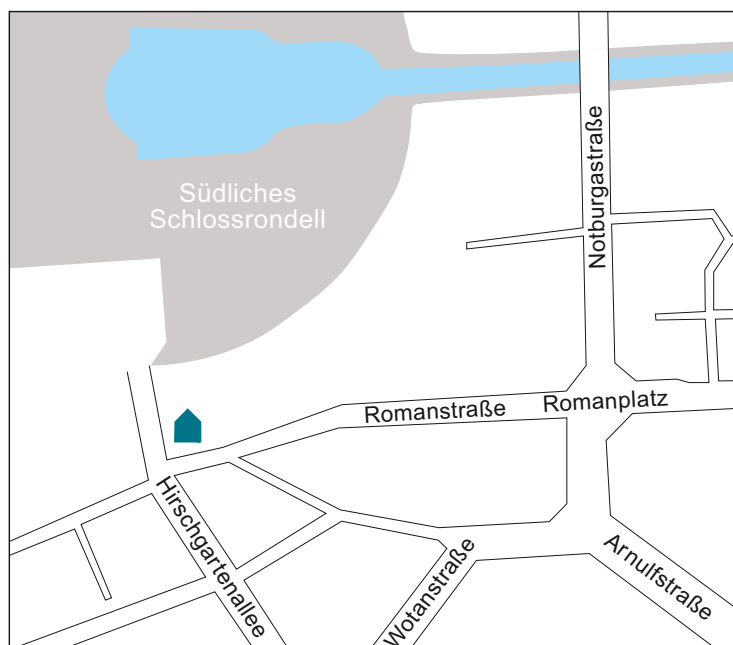 Südliches
Schlossrondell
Notburgastraße
Romanstraße
Romanplatz
Hirschgartenallee
Wotanstraße
Arnulfstraße